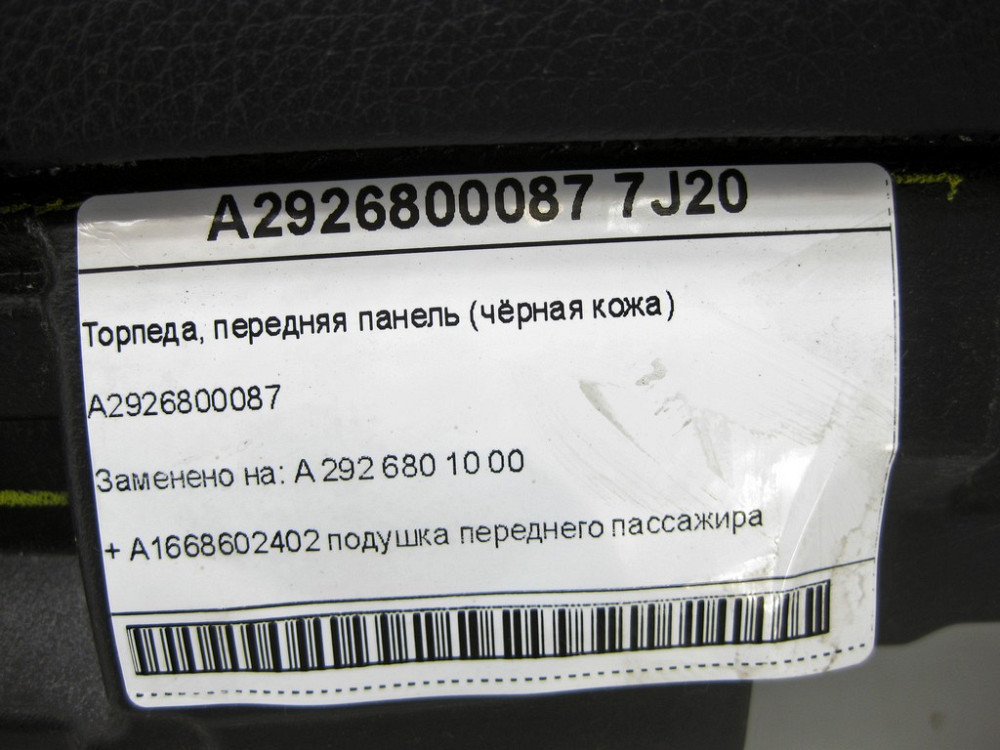 A2926800087 7J20
Торпеда, передняя панель (чёрная кожа)
A2926800087
Заменено на: A 292 680 10 00
+ A1668602402 подушка переднего пассажира